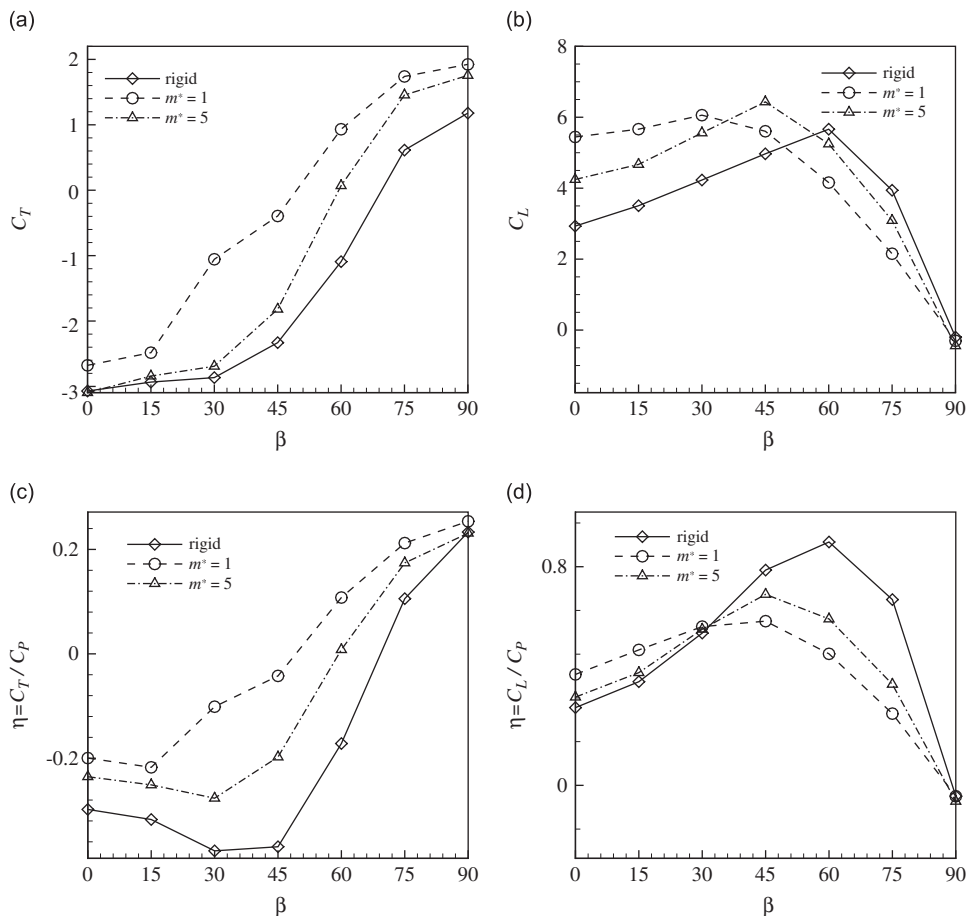 (a)
2
1
0
-1
-2
-3
C_T
rigid
m* = 1
m* = 5
0 15 30 45 60 75 90
β
(b)
8
6
4
2
0
C_L
rigid
m* = 1
m* = 5
0 15 30 45 60 75 90
β
(c)
0.2
0
-0.2
η=C_T / C_P
rigid
m* = 1
m* = 5
0 15 30 45 60 75 90
β
(d)
0.8
0
η=C_L / C_P
rigid
m* = 1
m* = 5
0 15 30 45 60 75 90
β